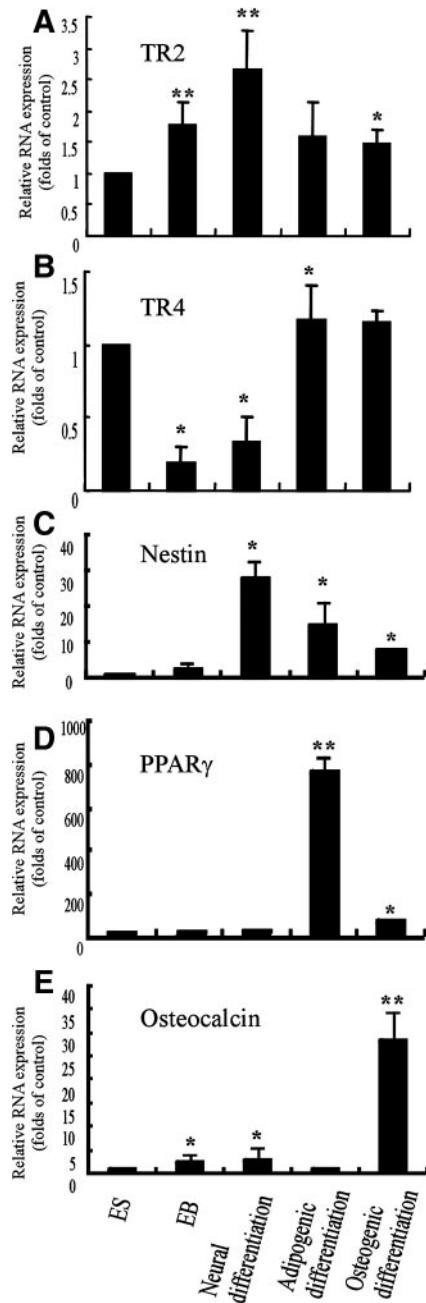 A
TR2
Relative RNA expression
(folds of control)
3.5
3
2.5
2
1.5
1
0.5
0
**
**
*
B
TR4
Relative RNA expression
(folds of control)
1.5
1
0.5
0
*
*
*
C
Nestin
Relative RNA expression
(folds of control)
40
30
20
10
0
*
*
*
D
PPARγ
Relative RNA expression
(folds of control)
1000
800
600
400
200
0
**
*
E
Osteocalcin
Relative RNA expression
(folds of control)
40
35
30
25
20
15
10
5
0
*
*
**
ES
EB
Neural
differentiation
Adipogenic
differentiation
Osteogenic
differentiation